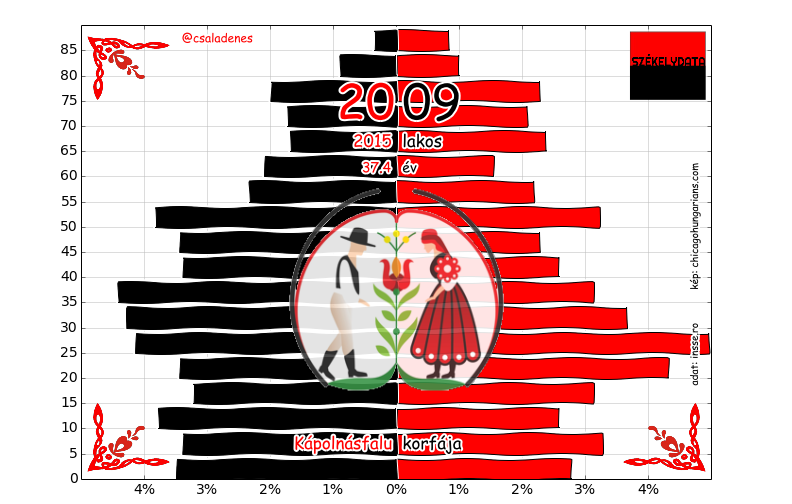 @csaladenes
SZÉKELYDATA
2009
2015 lakos
37.4 év
kép: chicagohungarians.com
adat: insse.ro
Kápolnásfalu korfája
85
80
75
70
65
60
55
50
45
40
35
30
25
20
15
10
5
0
4% 3% 2% 1% 0% 1% 2% 3% 4%